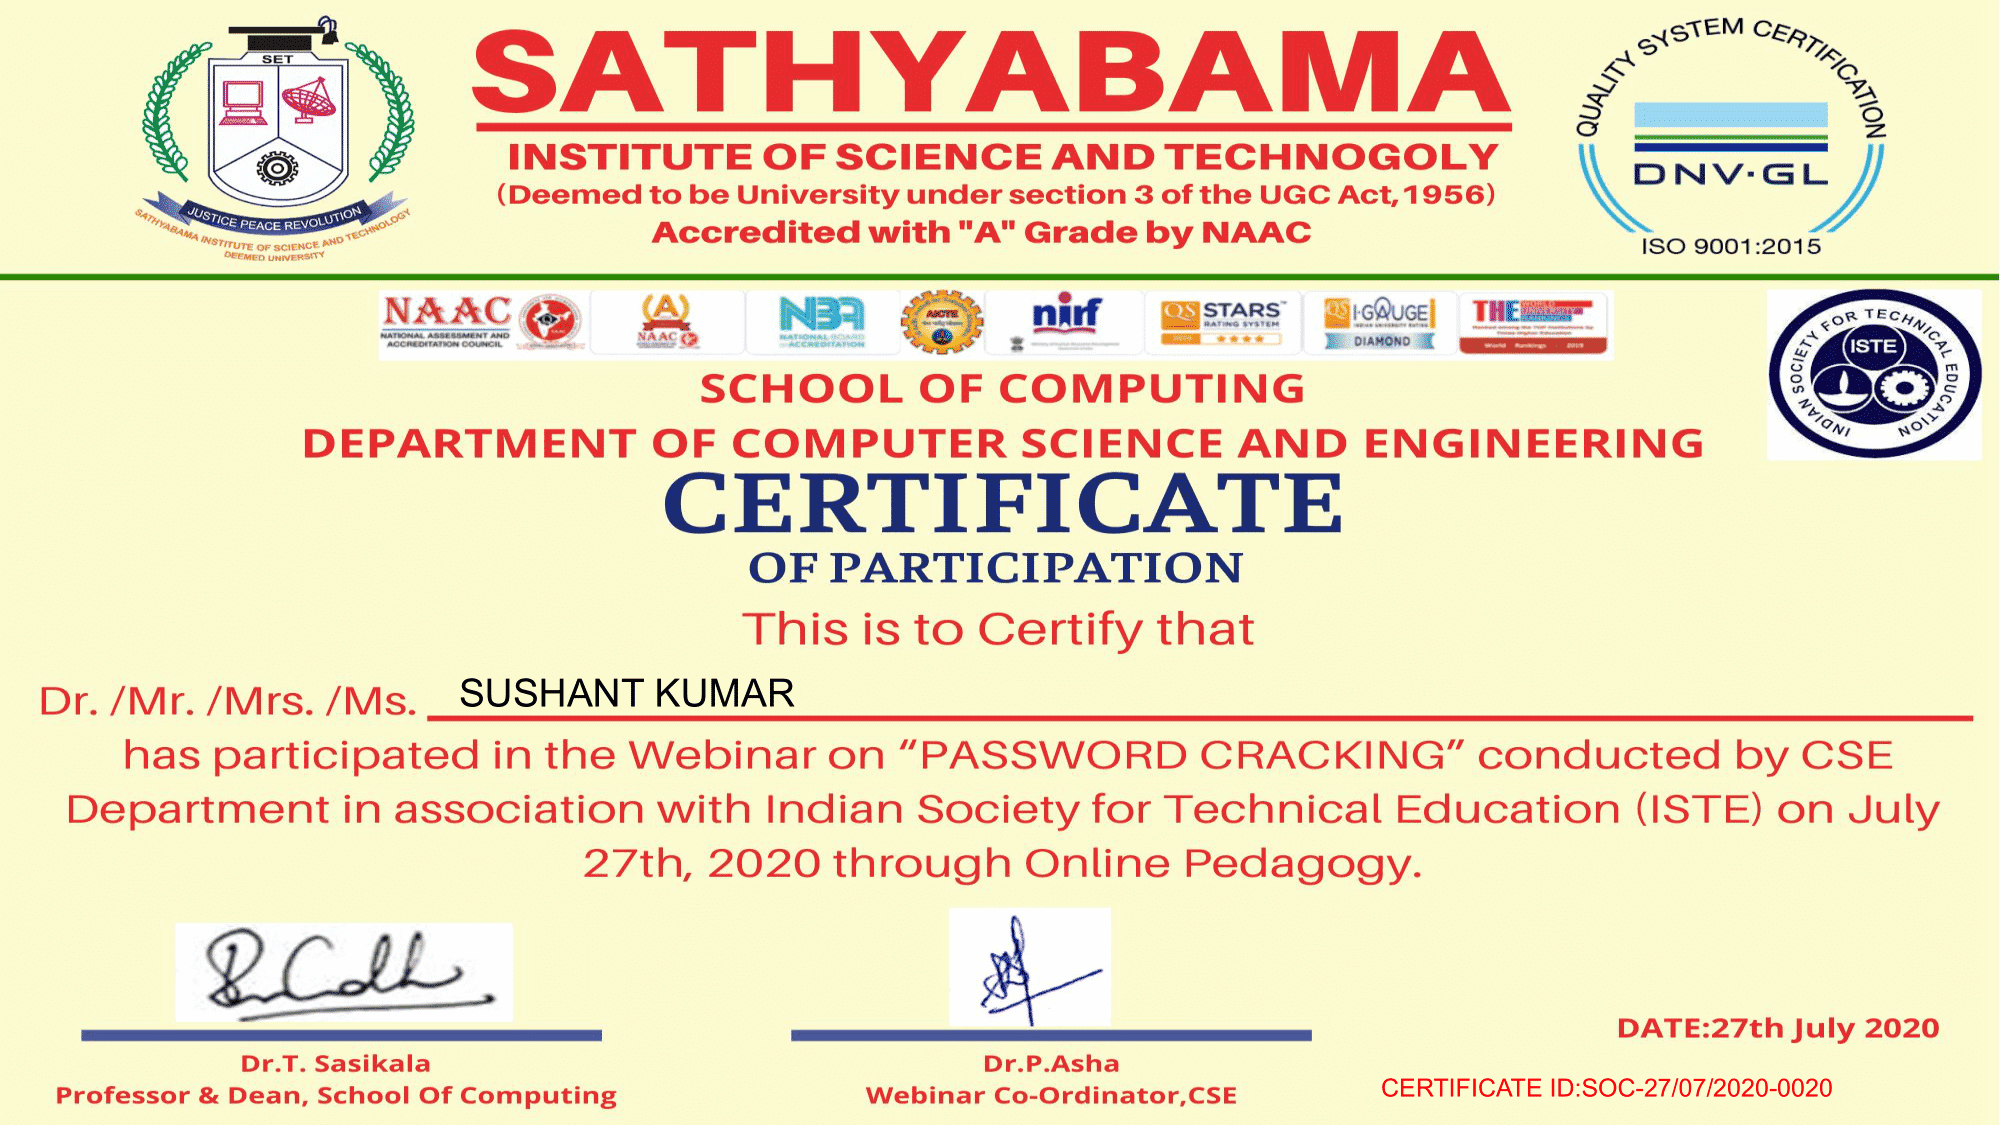 SET
JUSTICE PEACE REVOLUTION
SATHYABAMA INSTITUTE OF SCIENCE AND TECHNOLOGY
DEEMED UNIVERSITY
SATHYABAMA
INSTITUTE OF SCIENCE AND TECHNOGOLY
(Deemed to be University under section 3 of the UGC Act,1956)
Accredited with "A" Grade by NAAC
QUALITY SYSTEM CERTIFICATION
DNV·GL
ISO 9001:2015
NAAC
NATIONAL ASSESSMENT AND
ACCREDITATION COUNCIL
(A)
NAAC
NBA
NATIONAL BOARD
OF ACCREDITATION
AICTE
nirf
QS STARS™
RATING SYSTEM
QS I·GAUGE
INDIAN UNIVERSITY RATING
DIAMOND
THE
World Rankings 2019
INDIAN SOCIETY FOR TECHNICAL EDUCATION
ISTE
SCHOOL OF COMPUTING
DEPARTMENT OF COMPUTER SCIENCE AND ENGINEERING
CERTIFICATE
OF PARTICIPATION
This is to Certify that
Dr. /Mr. /Mrs. /Ms. SUSHANT KUMAR
has participated in the Webinar on “PASSWORD CRACKING” conducted by CSE
Department in association with Indian Society for Technical Education (ISTE) on July
27th, 2020 through Online Pedagogy.
Dr.T. Sasikala
Professor & Dean, School Of Computing
Dr.P.Asha
Webinar Co-Ordinator,CSE
DATE:27th July 2020
CERTIFICATE ID:SOC-27/07/2020-0020